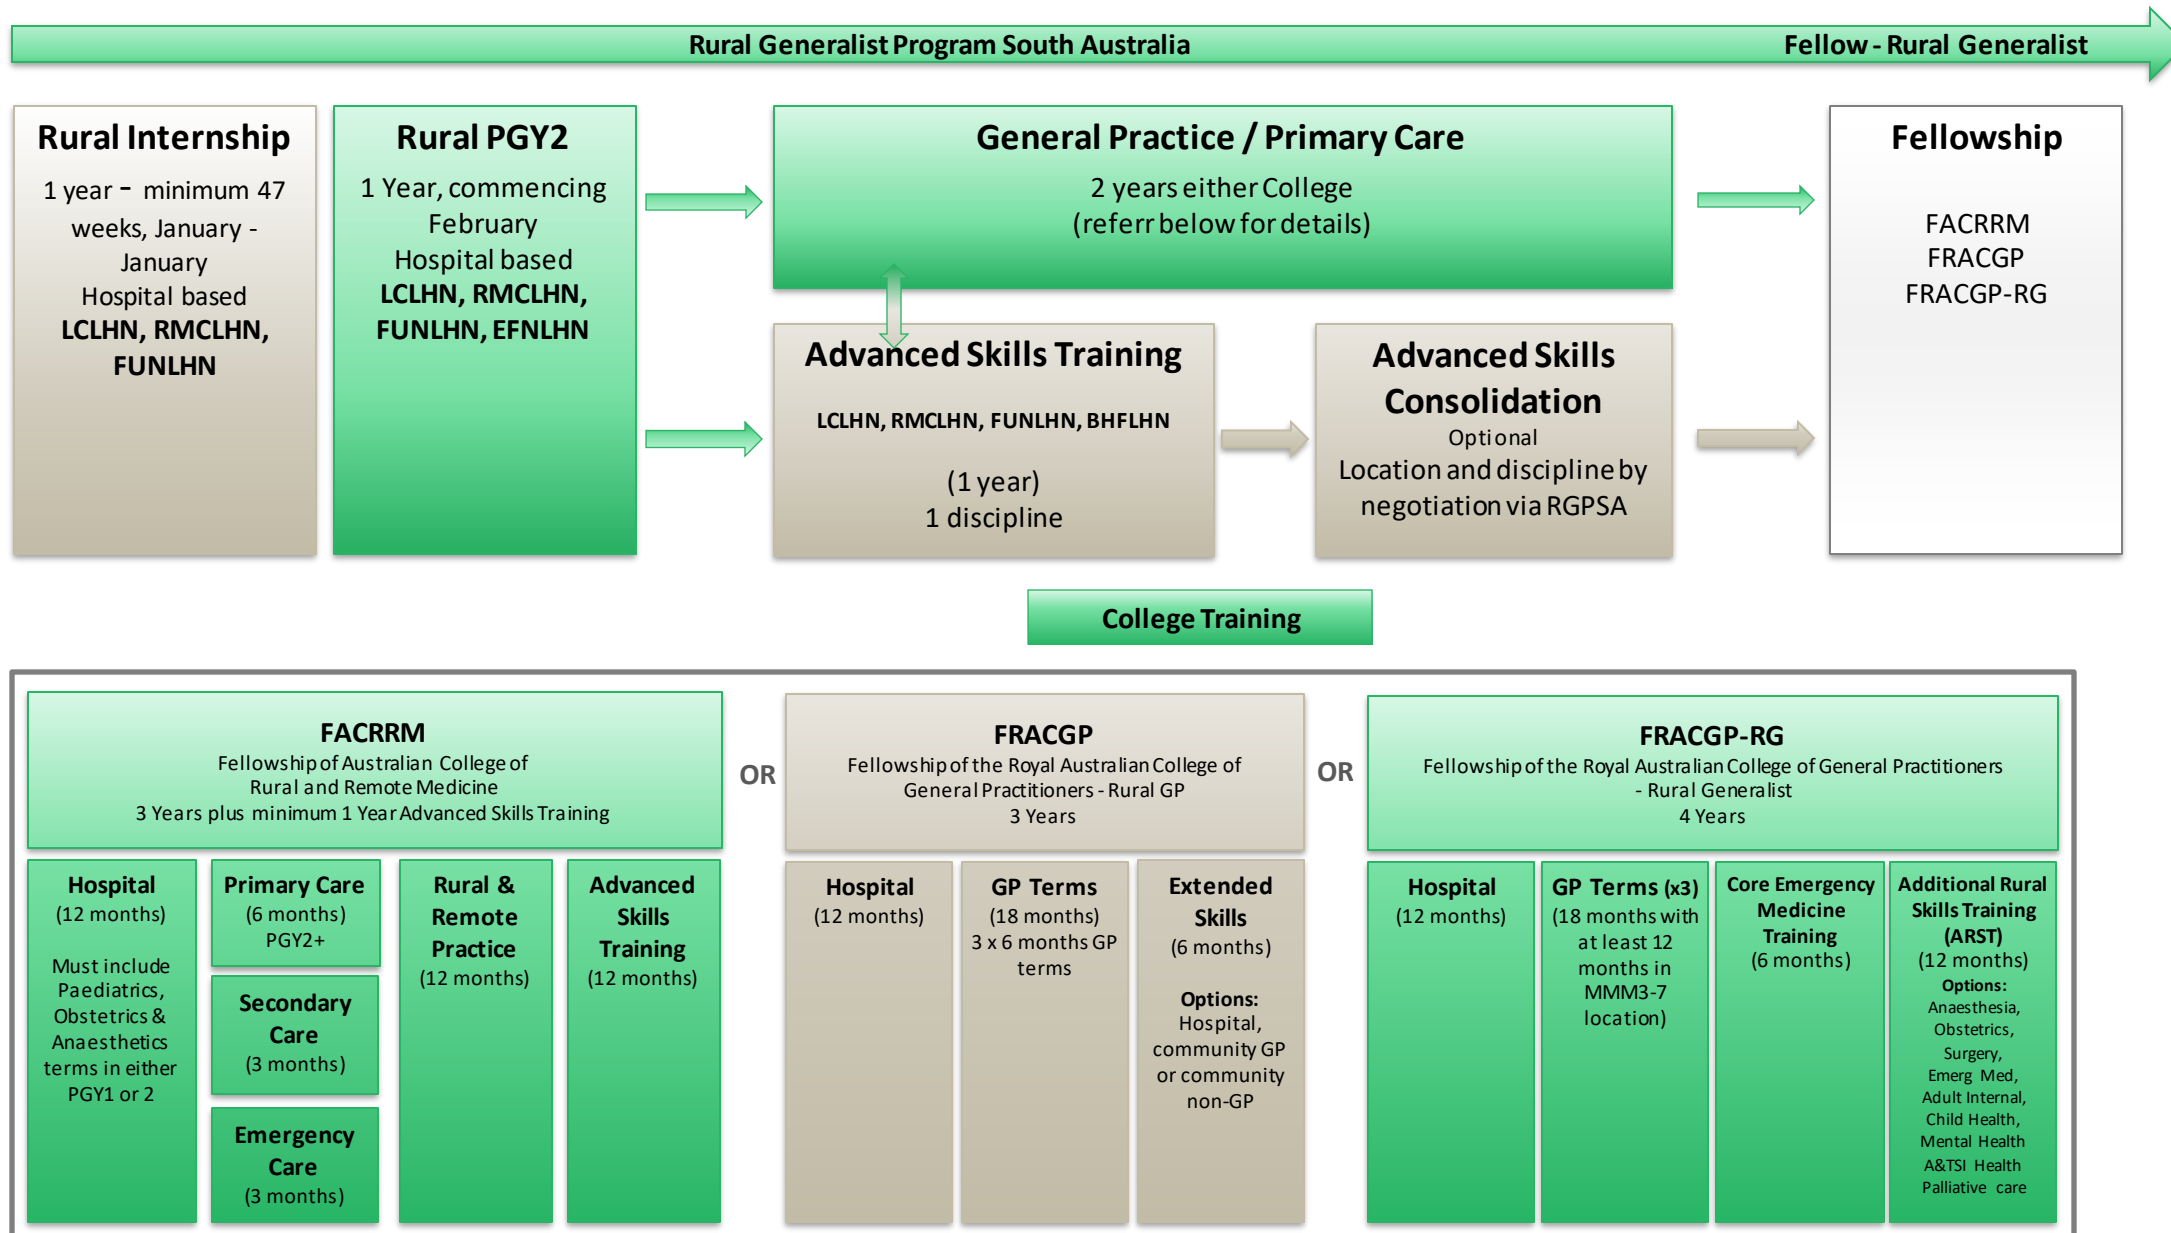 Rural Generalist Program South Australia
Fellow - Rural Generalist
Rural Internship
1 year - minimum 47
weeks, January -
January
Hospital based
LCLHN, RMCLHN,
FUNLHN
Rural PGY2
1 Year, commencing
February
Hospital based
LCLHN, RMCLHN,
FUNLHN, EFNLHN
General Practice / Primary Care
2 years either College
(referr below for details)
Advanced Skills Training
LCLHN, RMCLHN, FUNLHN, BHFLHN
(1 year)
1 discipline
Advanced Skills
Consolidation
Optional
Location and discipline by
negotiation via RGPSA
Fellowship
FACRRM
FRACGP
FRACGP-RG
College Training
FACRRM
Fellowship of Australian College of
Rural and Remote Medicine
3 Years plus minimum 1 Year Advanced Skills Training
OR
FRACGP
Fellowship of the Royal Australian College of
General Practitioners - Rural GP
3 Years
OR
FRACGP-RG
Fellowship of the Royal Australian College of General Practitioners
- Rural Generalist
4 Years
Hospital
(12 months)
Must include
Paediatrics,
Obstetrics &
Anaesthetics
terms in either
PGY1 or 2
Primary Care
(6 months)
PGY2+
Secondary
Care
(3 months)
Emergency
Care
(3 months)
Rural &
Remote
Practice
(12 months)
Advanced
Skills
Training
(12 months)
Hospital
(12 months)
GP Terms
(18 months)
3 x 6 months GP
terms
Extended
Skills
(6 months)
Options:
Hospital,
community GP
or community
non-GP
Hospital
(12 months)
GP Terms (x3)
(18 months with
at least 12
months in
MMM3-7
location)
Core Emergency
Medicine
Training
(6 months)
Additional Rural
Skills Training
(ARST)
(12 months)
Options:
Anaesthesia,
Obstetrics,
Surgery,
Emerg Med,
Adult Internal,
Child Health,
Mental Health
A&TSI Health
Palliative care